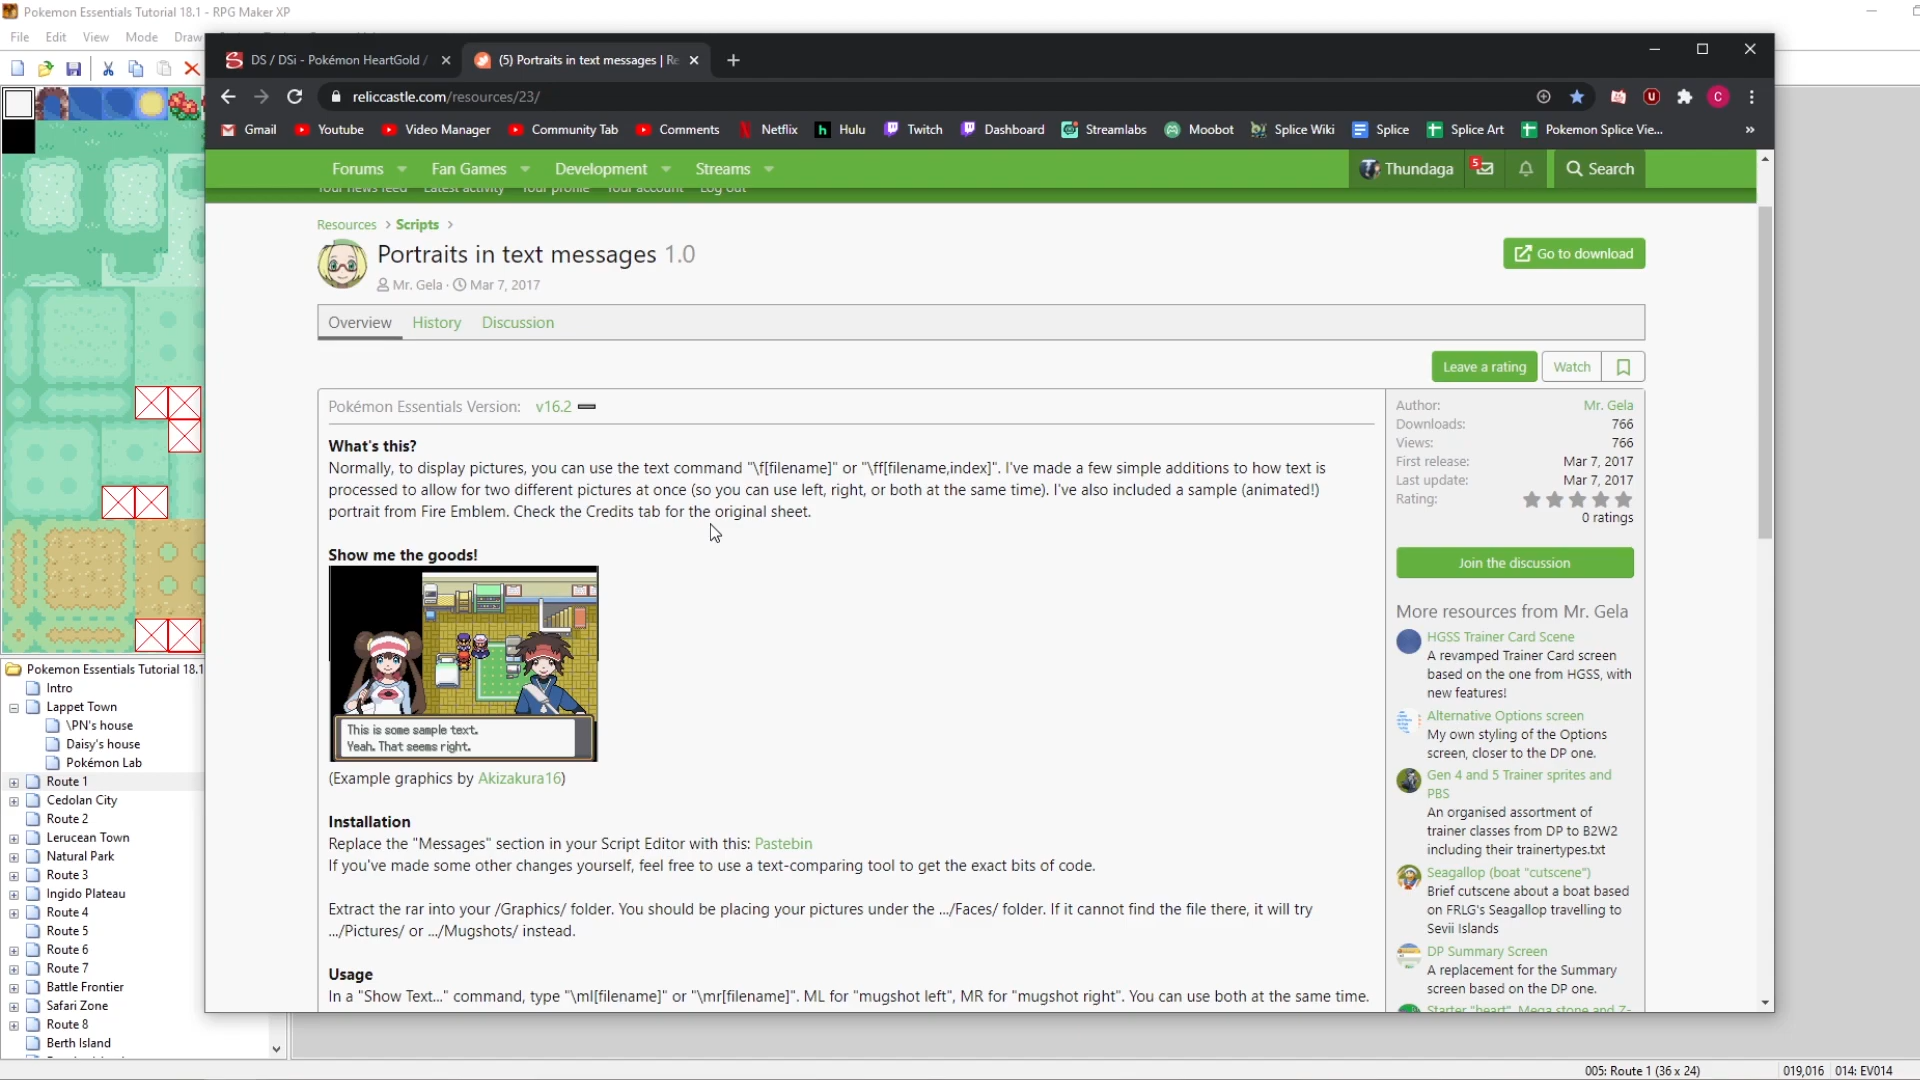 Pokemon Essentials Tutorial 18.1 - RPG Maker XP
File Edit View Mode Draw
DS / DSi - Pokémon HeartGold /
(5) Portraits in text messages | Re
reliccastle.com/resources/23/
Gmail Youtube Video Manager Community Tab Comments Netflix Hulu Twitch Dashboard Streamlabs Moobot Splice Wiki Splice Splice Art Pokemon Splice Vie... »
Forums Fan Games Development Streams Thundaga 5 Search
Your news feed Latest activity Your profile Your account Log out
Resources > Scripts >
Portraits in text messages 1.0
Mr. Gela · Mar 7, 2017
Go to download
Overview History Discussion
Leave a rating Watch
Pokémon Essentials Version: v16.2
What's this?
Normally, to display pictures, you can use the text command "\f[filename]" or "\ff[filename,index]". I've made a few simple additions to how text is
processed to allow for two different pictures at once (so you can use left, right, or both at the same time). I've also included a sample (animated!)
portrait from Fire Emblem. Check the Credits tab for the original sheet.
Show me the goods!
This is some sample text.
Yeah. That seems right.
(Example graphics by Akizakura16)
Installation
Replace the "Messages" section in your Script Editor with this: Pastebin
If you've made some other changes yourself, feel free to use a text-comparing tool to get the exact bits of code.
Extract the rar into your /Graphics/ folder. You should be placing your pictures under the .../Faces/ folder. If it cannot find the file there, it will try
.../Pictures/ or .../Mugshots/ instead.
Usage
In a "Show Text..." command, type "\ml[filename]" or "\mr[filename]". ML for "mugshot left", MR for "mugshot right". You can use both at the same time.
Author: Mr. Gela
Downloads: 766
Views: 766
First release: Mar 7, 2017
Last update: Mar 7, 2017
Rating:
0 ratings
Join the discussion
More resources from Mr. Gela
HGSS Trainer Card Scene
A revamped Trainer Card screen
based on the one from HGSS, with
new features!
Alternative Options screen
My own styling of the Options
screen, closer to the DP one.
Gen 4 and 5 Trainer sprites and
PBS
An organised assortment of
trainer classes from DP to B2W2
including their trainertypes.txt
Seagallop (boat "cutscene")
Brief cutscene about a boat based
on FRLG's Seagallop travelling to
Sevii Islands
DP Summary Screen
A replacement for the Summary
screen based on the DP one.
Starter "heart", Mega stone and Z-
Pokemon Essentials Tutorial 18.1
Intro
Lappet Town
\PN's house
Daisy's house
Pokémon Lab
Route 1
Cedolan City
Route 2
Lerucean Town
Natural Park
Route 3
Ingido Plateau
Route 4
Route 5
Route 6
Route 7
Battle Frontier
Safari Zone
Route 8
Berth Island
005: Route 1 (36 x 24) 019,016 014: EV014